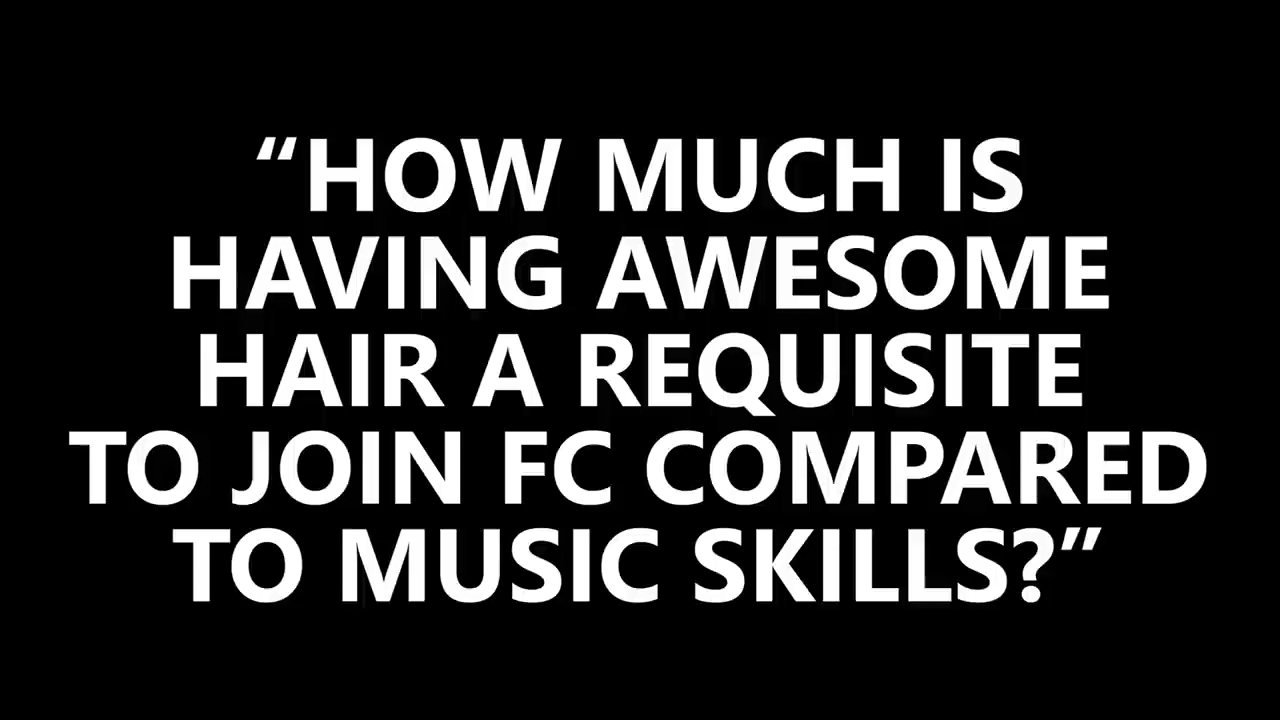 “HOW MUCH IS
HAVING AWESOME
HAIR A REQUISITE
TO JOIN FC COMPARED
TO MUSIC SKILLS?”